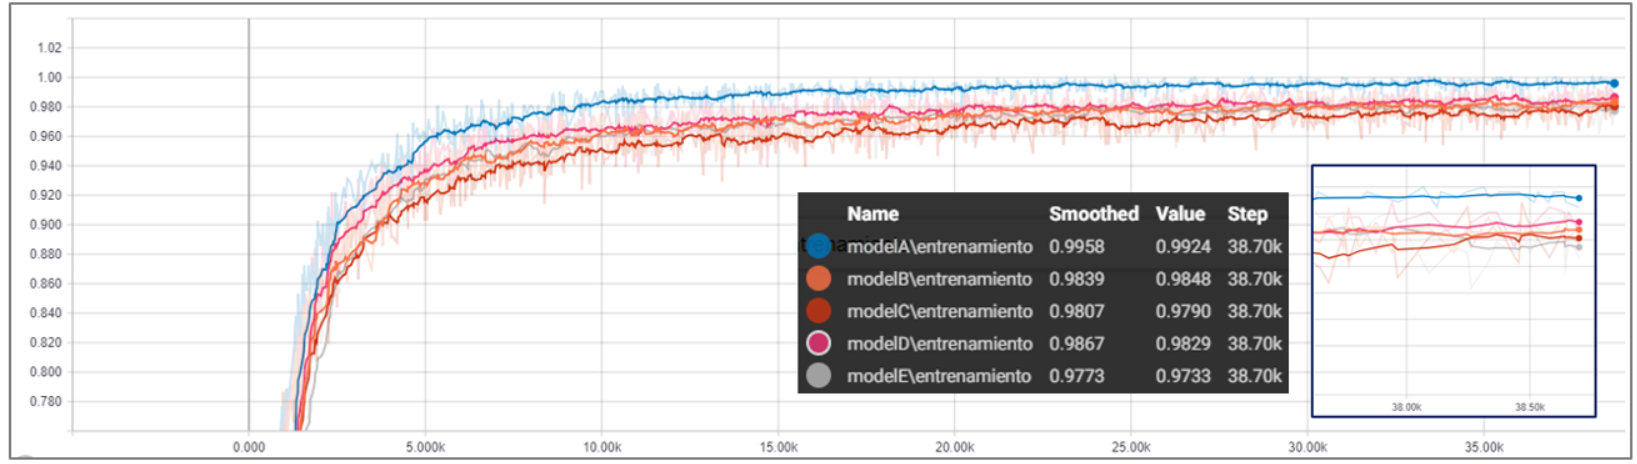 1.02
1.00
0.980
0.960
0.940
0.920
0.900
0.880
0.860
0.840
0.820
0.800
0.780
0.000 5.000k 10.00k 15.00k 20.00k 25.00k 30.00k 35.00k
Name Smoothed Value Step
modelA\entrenamiento 0.9958 0.9924 38.70k
modelB\entrenamiento 0.9839 0.9848 38.70k
modelC\entrenamiento 0.9807 0.9790 38.70k
modelD\entrenamiento 0.9867 0.9829 38.70k
modelE\entrenamiento 0.9773 0.9733 38.70k
38.00k 38.50k